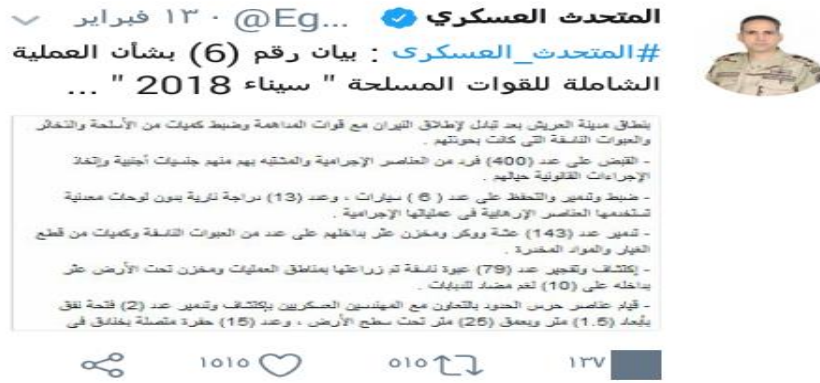 المتحدث العسكري @Eg... · ١٣ فبراير
#المتحدث_العسكرى : بيان رقم (6) بشأن العملية
الشاملة للقوات المسلحة " سيناء 2018 " ...
بنطاق مدينة العريش بعد تبادل لإطلاق النيران مع قوات المداهمة وضبط كميات من الأسلحة والذخائر
والعبوات الناسفة التى كانت بحوزتهم .
- القبض على عدد (400) فرد من العناصر الإجرامية والمشتبه بهم منهم جنسيات أجنبية وإتخاذ
الإجراءات القانونية حيالهم .
- ضبط وتدمير والتحفظ على عدد ( 6 ) سيارات ، وعدد (13) دراجة نارية بدون لوحات معدنية
تستخدمها العناصر الإرهابية فى عملياتها الإجرامية .
- تدمير عدد (143) عشة ووكر ومخزن عثر بداخلهم على عدد من العبوات الناسفة وكميات من قطع
الغيار والمواد المخدرة .
- إكتشاف وتفجير عدد (79) عبوة ناسفة تم زراعتها بمناطق العمليات ومخزن تحت الأرض عثر
بداخله على (10) لغم مضاد للدبابات .
- قيام عناصر حرس الحدود بالتعاون مع المهندسين العسكريين بإكتشاف وتدمير عدد (2) فتحة نفق
بأبعاد (1.5) متر وبعمق (25) متر تحت سطح الأرض ، وعدد (15) حفرة متصلة بخنادق فى
١٣٧ ٥١٥ ١٥١٥